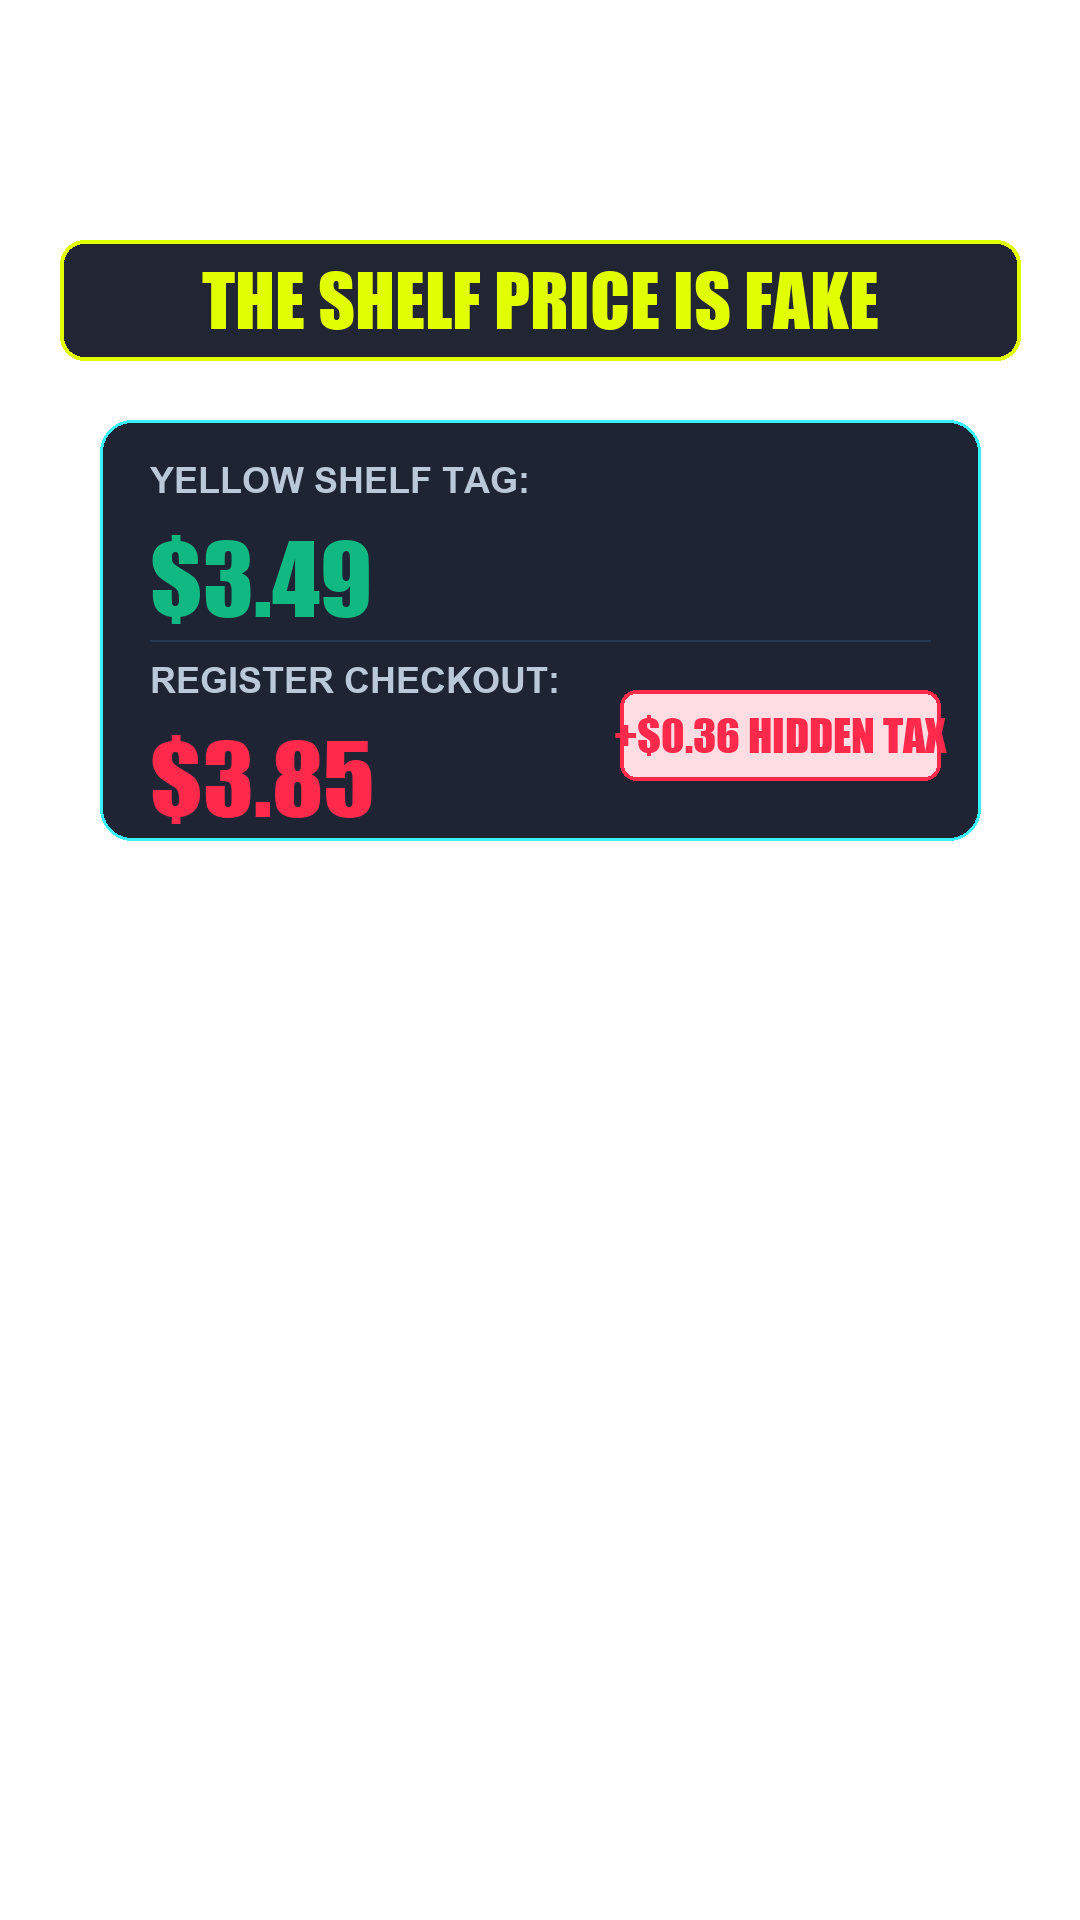 THE SHELF PRICE IS FAKE
YELLOW SHELF TAG:
$3.49
REGISTER CHECKOUT:
+$0.36 HIDDEN TAX
$3.85